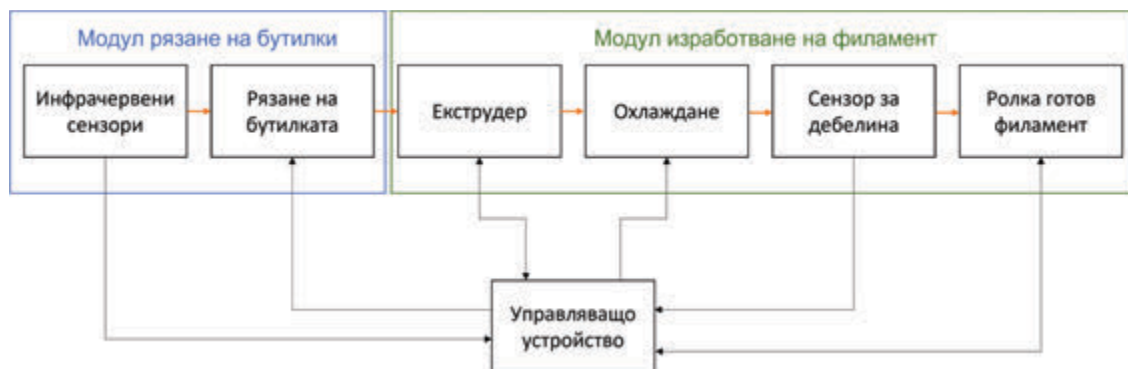 Модул рязане на бутилки
Модул изработване на филамент
Инфрачервени
сензори
Рязане на
бутилката
Екструдер
Охлаждане
Сензор за
дебелина
Ролка готов
филамент
Управляващо
устройство